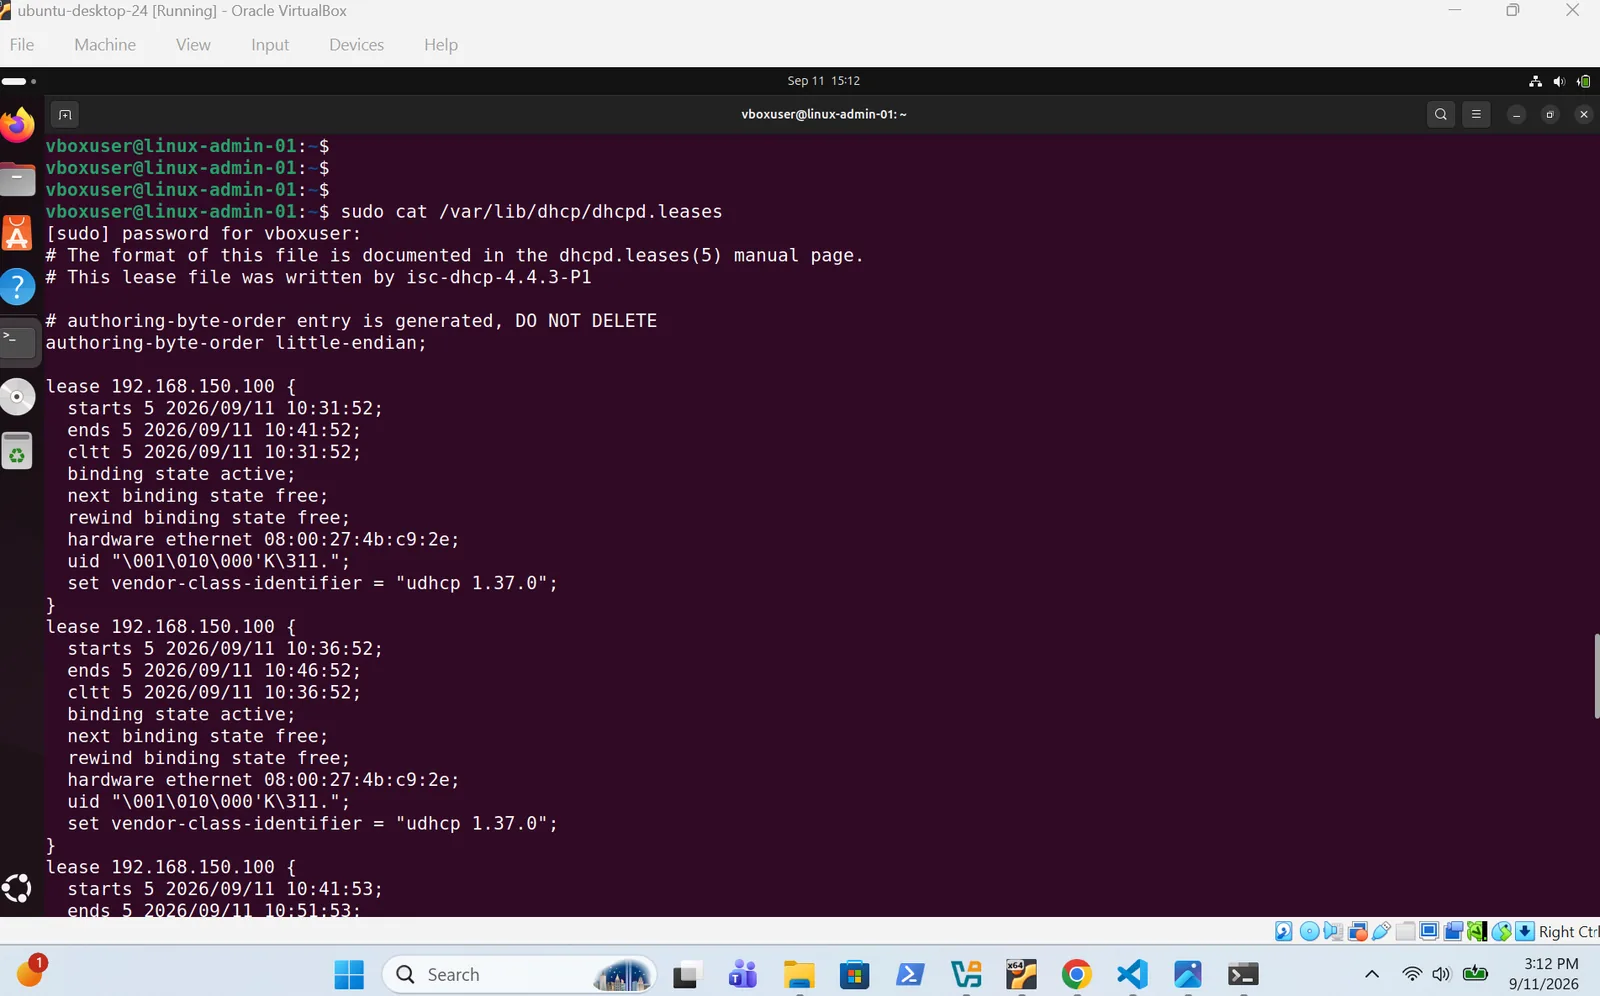 ubuntu-desktop-24 [Running] - Oracle VirtualBox
File Machine View Input Devices Help
Sep 11 15:12
vboxuser@linux-admin-01: ~
vboxuser@linux-admin-01:~$
vboxuser@linux-admin-01:~$
vboxuser@linux-admin-01:~$
vboxuser@linux-admin-01:~$ sudo cat /var/lib/dhcp/dhcpd.leases
[sudo] password for vboxuser:
# The format of this file is documented in the dhcpd.leases(5) manual page.
# This lease file was written by isc-dhcp-4.4.3-P1
# authoring-byte-order entry is generated, DO NOT DELETE
authoring-byte-order little-endian;
lease 192.168.150.100 {
  starts 5 2026/09/11 10:31:52;
  ends 5 2026/09/11 10:41:52;
  cltt 5 2026/09/11 10:31:52;
  binding state active;
  next binding state free;
  rewind binding state free;
  hardware ethernet 08:00:27:4b:c9:2e;
  uid "\001\010\000'K\311.";
  set vendor-class-identifier = "udhcp 1.37.0";
}
lease 192.168.150.100 {
  starts 5 2026/09/11 10:36:52;
  ends 5 2026/09/11 10:46:52;
  cltt 5 2026/09/11 10:36:52;
  binding state active;
  next binding state free;
  rewind binding state free;
  hardware ethernet 08:00:27:4b:c9:2e;
  uid "\001\010\000'K\311.";
  set vendor-class-identifier = "udhcp 1.37.0";
}
lease 192.168.150.100 {
  starts 5 2026/09/11 10:41:53;
  ends 5 2026/09/11 10:51:53;
Right Ctrl
1
Search
x64
3:12 PM
9/11/2026